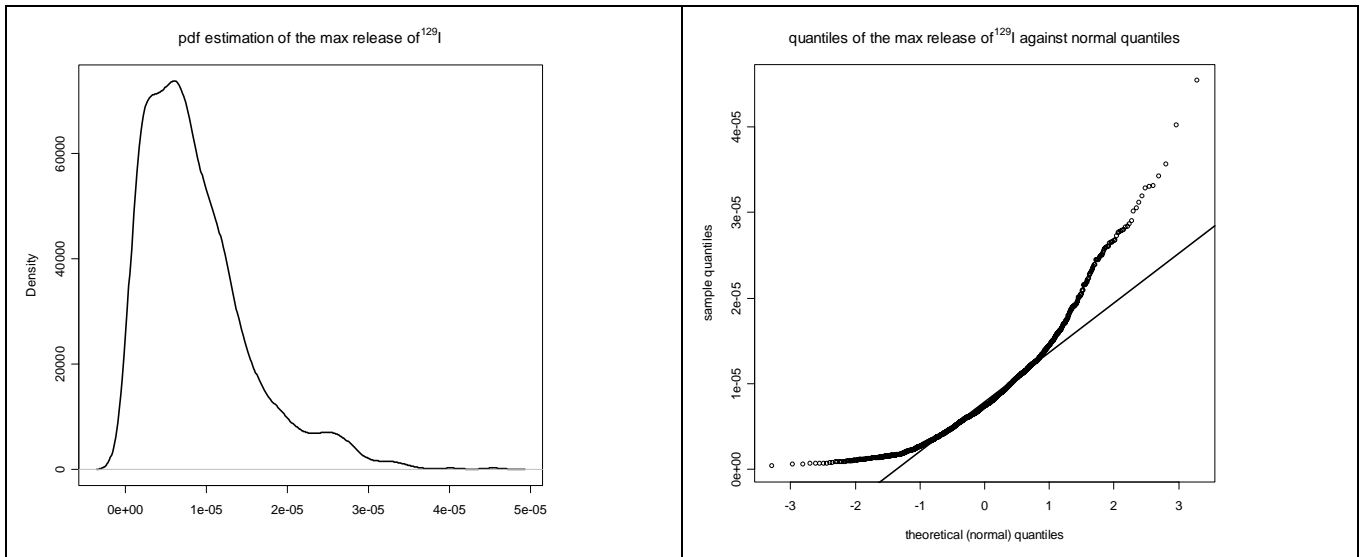 pdf estimation of the max release of 129I
Density
0
20000
40000
60000
0e+00
1e-05
2e-05
3e-05
4e-05
5e-05
quantiles of the max release of 129I against normal quantiles
sample quantiles
0e+00
1e-05
2e-05
3e-05
4e-05
-3
-2
-1
0
1
2
3
theoretical (normal) quantiles